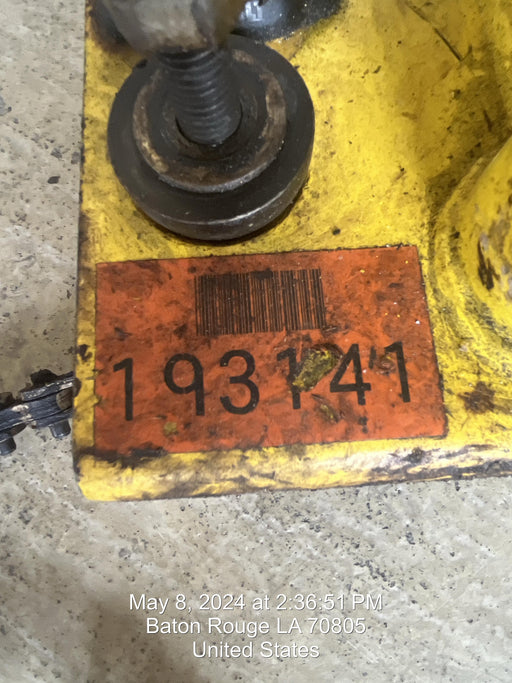 193141
May 8, 2024 at 2:36:51 PM
Baton Rouge LA 70805
United States